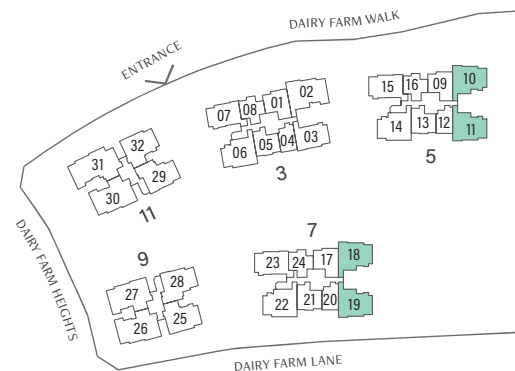 DAIRY FARM WALK
ENTRANCE
15 16 09 10
14 13 12 11
5
07 08 01 02
06 05 04 03
3
31 32
30 29
11
7
23 24 17 18
22 21 20 19
9
27 28
26 25
DAIRY FARM HEIGHTS
DAIRY FARM LANE